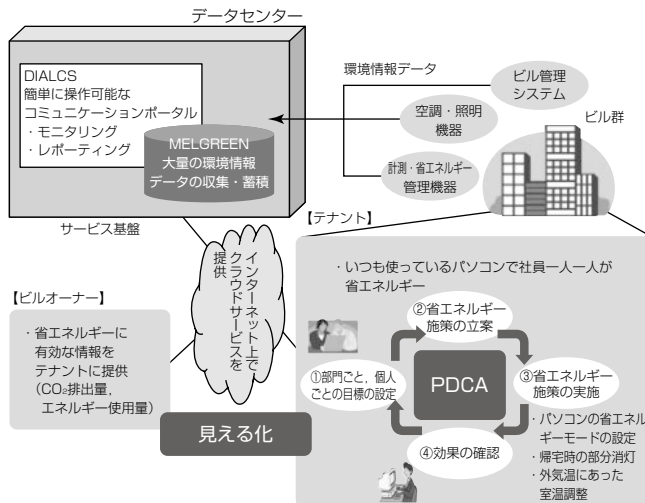 データセンター
DIALCS
簡単に操作可能な
コミュニケーションポータル
・モニタリング
・レポーティング
MELGREEN
大量の環境情報
データの収集・蓄積
サービス基盤
環境情報データ
ビル管理
システム
空調・照明
機器
計測・省エネルギー
管理機器
ビル群
インターネット上で
クラウドサービスを
提供
【ビルオーナー】
・省エネルギーに
有効な情報を
テナントに提供
(CO₂排出量,
エネルギー使用量)
見える化
【テナント】
・いつも使っているパソコンで社員一人一人が
省エネルギー
①部門ごと,個人
ごとの目標の設定
②省エネルギー
施策の立案
PDCA
③省エネルギー
施策の実施
・パソコンの省エネル
ギーモードの設定
・帰宅時の部分消灯
・外気温にあった
室温調整
④効果の確認